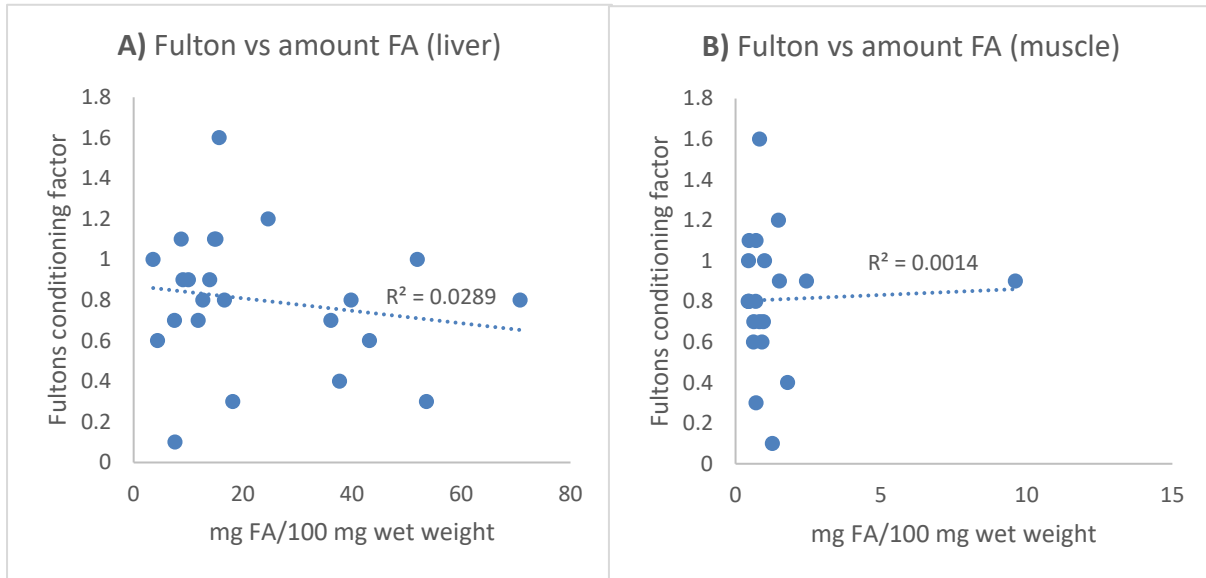 A) Fulton vs amount FA (liver)
Fultons conditioning factor
1.8
1.6
1.4
1.2
1
0.8
0.6
0.4
0.2
0
R² = 0.0289
0 20 40 60 80
mg FA/100 mg wet weight
B) Fulton vs amount FA (muscle)
Fultons conditioning factor
1.8
1.6
1.4
1.2
1
0.8
0.6
0.4
0.2
0
R² = 0.0014
0 5 10 15
mg FA/100 mg wet weight